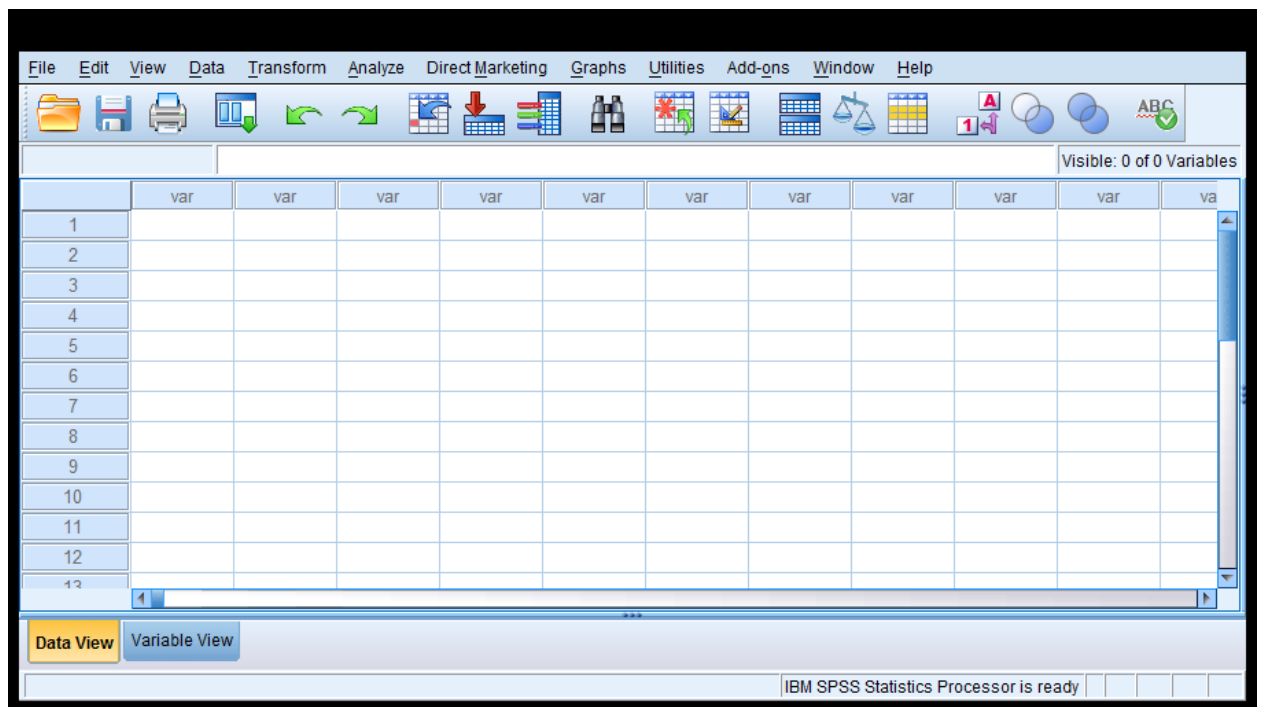 File Edit View Data Transform Analyze Direct Marketing Graphs Utilities Add-ons Window Help
A
1
ABC
Visible: 0 of 0 Variables
var var var var var var var var var var va
1
2
3
4
5
6
7
8
9
10
11
12
13
Data View Variable View
IBM SPSS Statistics Processor is ready